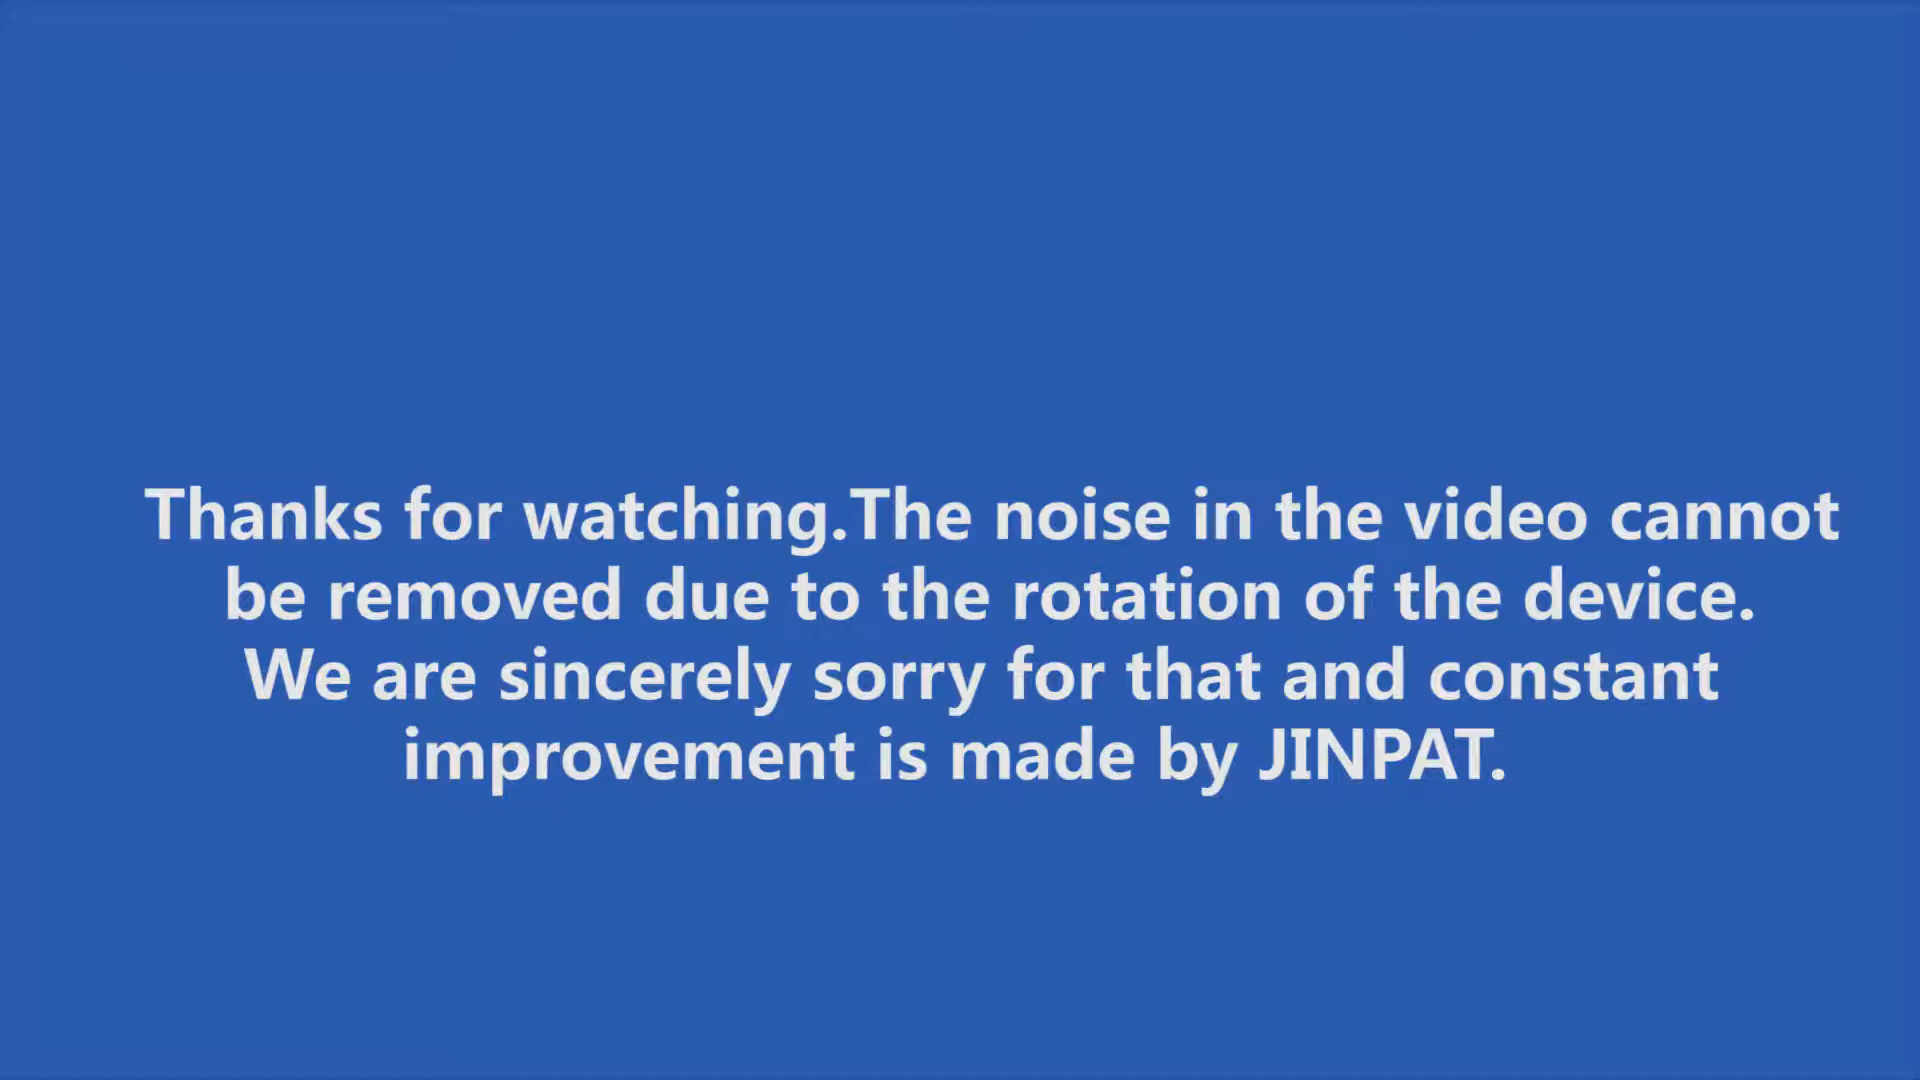 Thanks for watching.The noise in the video cannot
be removed due to the rotation of the device.
We are sincerely sorry for that and constant
improvement is made by JINPAT.